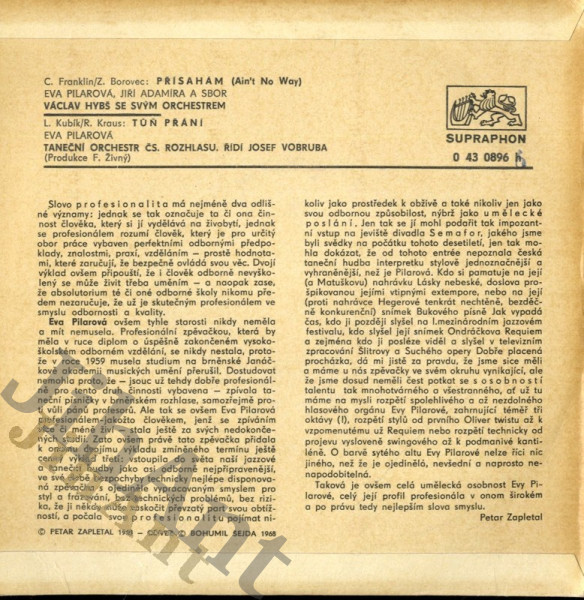 C. Franklin/Z. Borovec: PŘÍSAHÁM (Ain't No Way)
EVA PILAROVÁ, JIŘÍ ADAMÍRA A SBOR
VÁCLAV HYBŠ SE SVÝM ORCHESTREM
L. Kubík/R. Kraus: TŮŇ PŘÁNÍ
EVA PILAROVÁ
TANEČNÍ ORCHESTR ČS. ROZHLASU. ŘÍDÍ JOSEF VOBRUBA
(Produkce F. Živný)
SUPRAPHON
0 43 0896 h
Slovo profesionalita má nejméně dva odliš-
né významy: jednak se tak označuje ta či ona čin-
nost člověka, který si jí vydělává na živobytí, jednak
se profesionálem rozumí člověk, který je pro určitý
obor práce vybaven perfektními odbornými předpo-
klady, znalostmi, praxí, vzděláním — prostě hodnota-
mi, které zaručují, že bezpečně ovládá svou věc. Dvojí
výklad ovšem připouští, že i člověk odborně nevyško-
lený se může živit třeba uměním — a naopak zase,
že absolutorium té či oné odborné školy nikomu pře-
dem nezaručuje, že už je skutečným profesionálem ve
smyslu odbornosti a kvality.
Eva Pilarová ovšem tyhle starosti nikdy neměla
a mít nemusela. Profesionální zpěvačkou, která by
měla v ruce diplom o úspěšně zakončeném vysoko-
školském odborném vzdělání, se nikdy nestala, proto-
že v roce 1959 musela studium na brněnské Janáč-
kově akademii musických umění přerušit. Dostudovat
nemohla prostě — jsouc už tehdy dobře profesionál-
ně pro tento druh činnosti vybavena — zpívala ta-
neční písně v brněnském rozhlase, samozřejmě pro-
ti vůli pánů profesorů. Ale tak se ovšem Eva Pilarová
profesionálem-jakožto člověkem, jenž se zpíváním
více či méně živí - stala ještě za svých nedokonče-
ných studií. Zato ovšem právě tato zpěvačka přidala
k onomu pojmu výkladu zmíněného termínu ještě
cenný výklad třetí: vstoupila do světa naší jazzové
a taneční hudby jako asi odborně nejpřipravenější,
ve své době bez pochyby technicky nejlépe disponova-
ná zpěvačka s ojediněle vypracovaným smyslem pro
styl a frázování, bez technických problémů, bez rizi-
ka, že ji někdy může zaskočit převzatý part svou obtíž-
ností, a počala svou profesionalitu pojímat ni-
koliv jako prostředek k obživě a také nikoliv jen jako
svou odbornou způsobilost, nýbrž jako umělecké
poslání. Jen tak se jí mohl podařit tak impozant-
ní vstup na jeviště divadla Semafor, jakého jsme
byli svědky na počátku tohoto desetiletí, jen tak mo-
hla dokázat, že od tohoto entrée nepoznala česká
taneční hudba interpretku stylově jednoznačnější a
vyhraněnější, než je Pilarová. Kdo si pamatuje na její
(a Matuškovu) nahrávku Lásky nebeské, doslova pro-
špikovanou jejími vtipnými extempore, nebo na její
(proti nahrávce Hegerové tenkrát nechtěně, bezděč-
ně konkurenční) snímek Bukového písně Jak vypadá
čas, kdo ji později slyšel na I.mezinárodním jazzovém
festivalu, kdo slyšel její snímek Ondráčkova Requiem
a zejména kdo ji posléze viděl a slyšel v televizním
zpracování Šlitrovy a Suchého opery Dobře placená
procházka, dá mi jistě za pravdu, že jsme sice měli
a máme u nás zpěvačky ve svém okruhu vynikající, ale
že jsme dosud neměli čest potkat se s osobností
talentu tak mnohotvárného a všestranného, ať už tu
máme na mysli rozpětí spolehlivého a až nezdolného
hlasového orgánu Evy Pilarové, zahrnující téměř tři
oktávy (!), rozpětí stylů od prvního Oliver twistu až k
vzpomenutému už Requiem nebo rozpětí techniky od
projevu vysloveně swingového až k podmanivé kanti-
léně. O barvě sytého altu Evy Pilarové nelze říci nic
jiného, než že je ojedinělá, nevšední a naprosto ne-
napodobitelná.
Taková je ovšem celá umělecká osobnost Evy Pi-
larové, celý její profil profesionála v onom širokém
a po právu tedy nejlepším slova smyslu.
Petar Zapletal
© PETAR ZAPLETAL 1968 — COVER © BOHUMIL ŠEJDA 1968